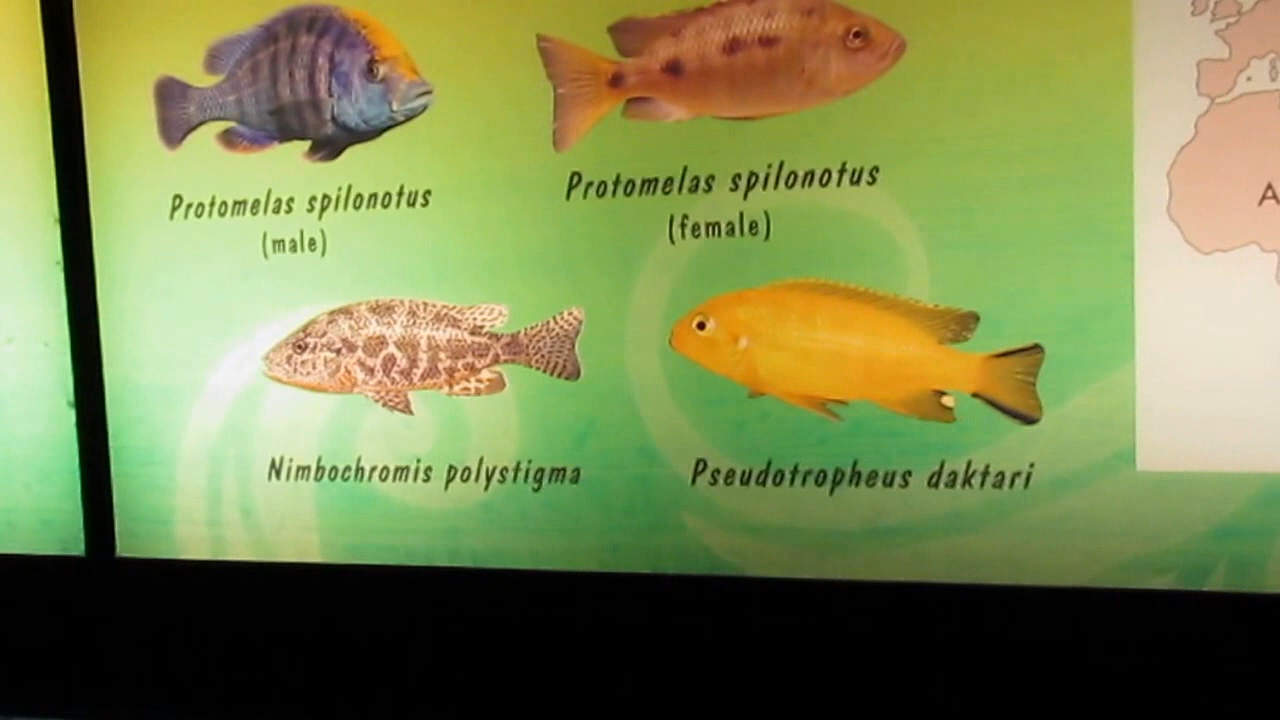 Protomelas spilonotus
(male)
Protomelas spilonotus
(female)
Nimbochromis polystigma
Pseudotropheus daktari
A